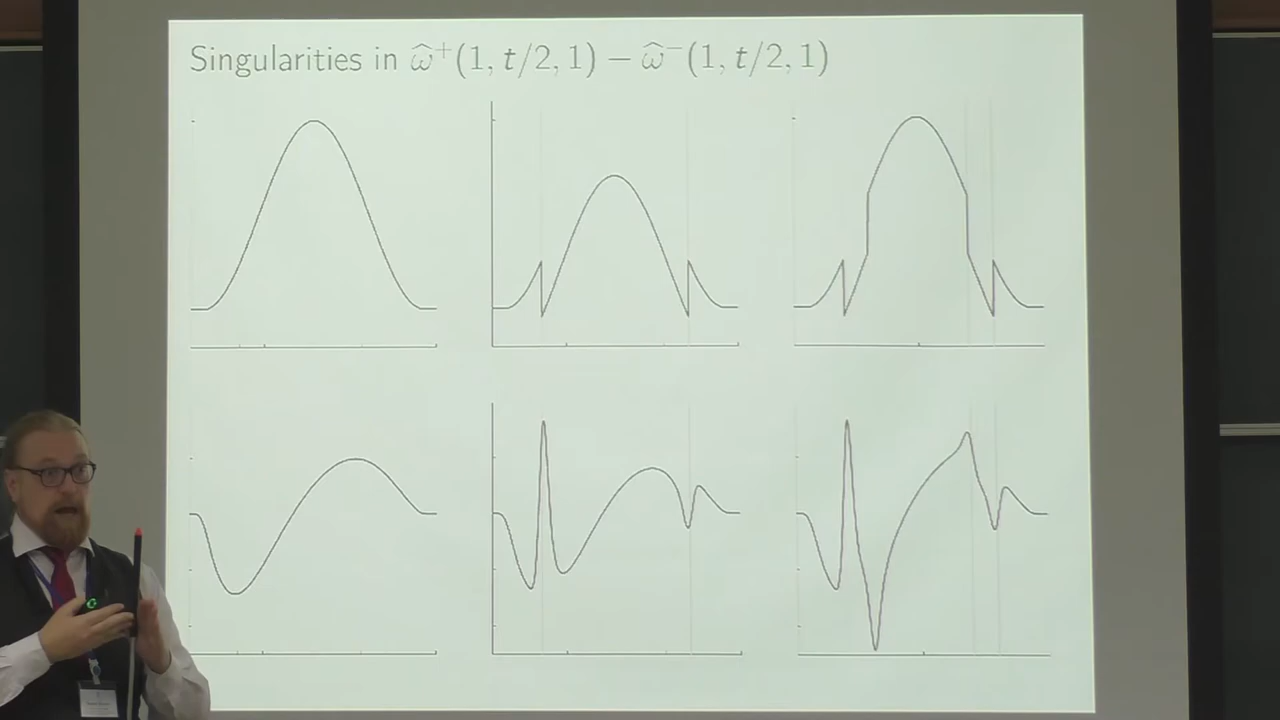 Singularities in ω̂⁺(1, t/2, 1) − ω̂⁻(1, t/2, 1)